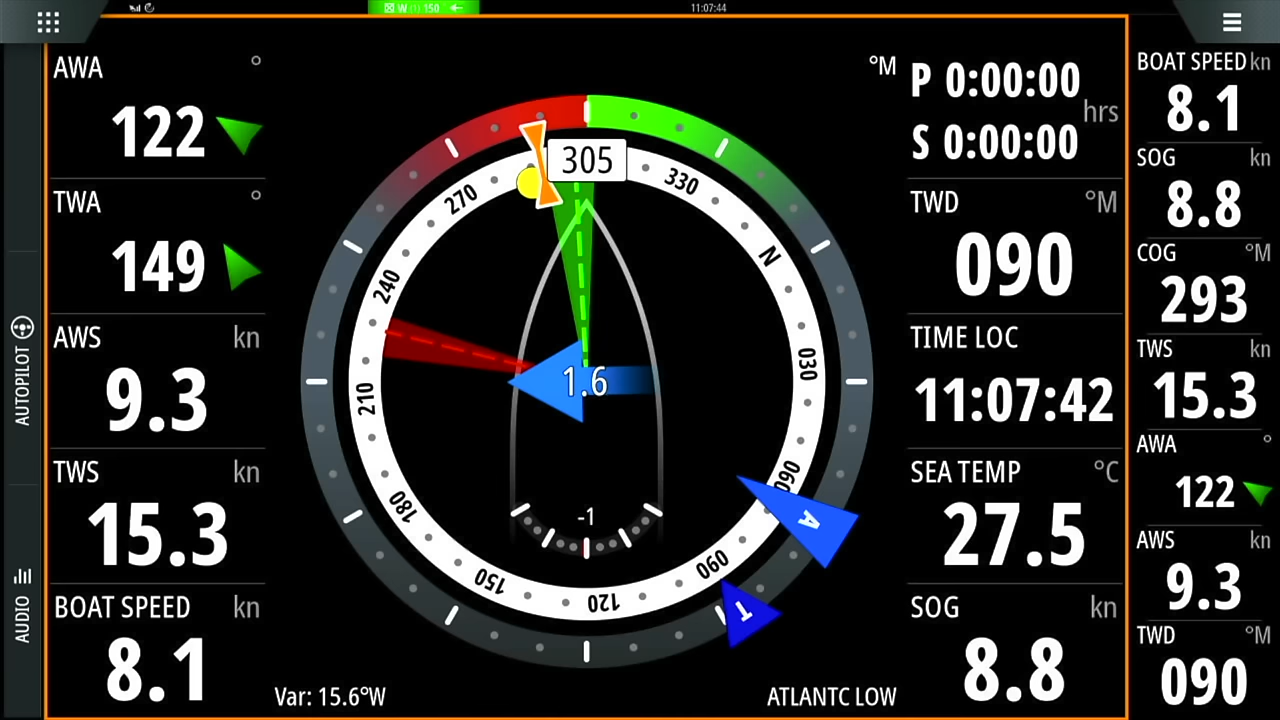 W 150
11:07:44
AWA °
122
TWA °
149
AWS kn
9.3
TWS kn
15.3
BOAT SPEED kn
8.1
AUTOPILOT
AUDIO
°M
305
330
N
030
060
090
120
150
180
210
240
270
1.6
-1
A
T
Var: 15.6°W
ATLANTC LOW
P 0:00:00
S 0:00:00
hrs
TWD °M
090
TIME LOC
11:07:42
SEA TEMP °C
27.5
SOG kn
8.8
BOAT SPEED kn
8.1
SOG kn
8.8
COG °M
293
TWS kn
15.3
AWA °
122
AWS kn
9.3
TWD °M
090